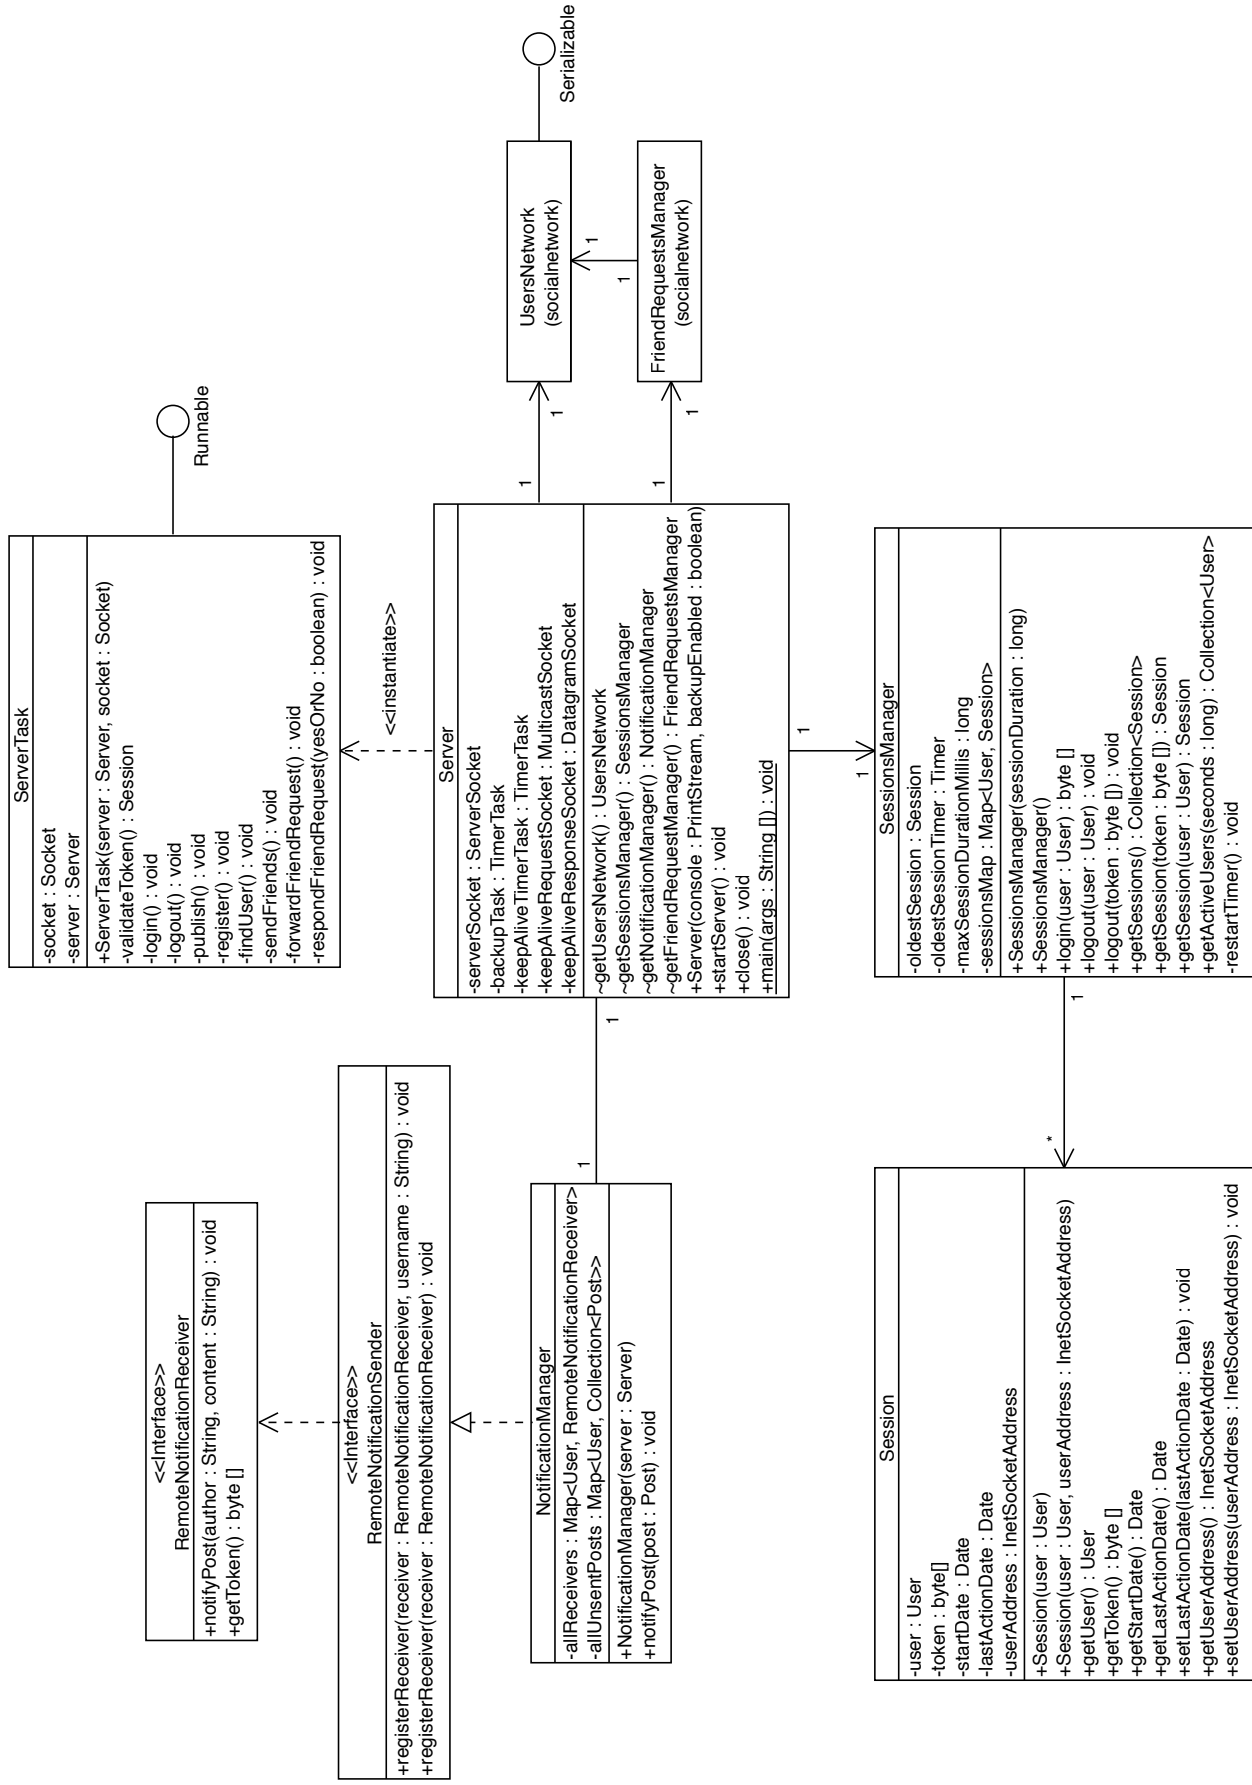 <<Interface>>
RemoteNotificationReceiver
+notifyPost(author : String, content : String) : void
+getToken() : byte []
<<Interface>>
RemoteNotificationSender
+registerReceiver(receiver : RemoteNotificationReceiver, username : String) : void
+registerReceiver(receiver : RemoteNotificationReceiver) : void
NotificationManager
-allReceivers : Map<User, RemoteNotificationReceiver>
-allUnsentPosts : Map<User, Collection<Post>>
+NotificationManager(server : Server)
+notifyPost(post : Post) : void
1
1
ServerTask
-socket : Socket
-server : Server
+ServerTask(server : Server, socket : Socket)
-validateToken() : Session
-login() : void
-logout() : void
-publish() : void
-register() : void
-findUser() : void
-sendFriends() : void
-forwardFriendRequest() : void
-respondFriendRequest(yesOrNo : boolean) : void
Runnable
<<instantiate>>
Server
-serverSocket : ServerSocket
-backupTask : TimerTask
-keepAliveTimerTask : TimerTask
-keepAliveRequestSocket : MulticastSocket
-keepAliveResponseSocket : DatagramSocket
~getUsersNetwork() : UsersNetwork
~getSessionsManager() : SessionsManager
~getNotificationManager() : NotificationManager
~getFriendRequestManager() : FriendRequestsManager
+Server(console : PrintStream, backupEnabled : boolean)
+startServer() : void
+close() : void
+main(args : String []) : void
1
1
1
1
UsersNetwork
(socialnetwork)
Serializable
1
1
FriendRequestsManager
(socialnetwork)
1
1
Session
-user : User
-token : byte[]
-startDate : Date
-lastActionDate : Date
-userAddress : InetSocketAddress
+Session(user : User)
+Session(user : User, userAddress : InetSocketAddress)
+getUser() : User
+getToken() : byte []
+getStartDate() : Date
+getLastActionDate() : Date
+setLastActionDate(lastActionDate : Date) : void
+getUserAddress() : InetSocketAddress
+setUserAddress(userAddress : InetSocketAddress) : void
*
1
SessionsManager
-oldestSession : Session
-oldestSessionTimer : Timer
-maxSessionDurationMillis : long
-sessionsMap : Map<User, Session>
+SessionsManager(sessionDuration : long)
+SessionsManager()
+login(user : User) : byte []
+logout(user : User) : void
+logout(token : byte []) : void
+getSessions() : Collection<Session>
+getSession(token : byte []) : Session
+getSession(user : User) : Session
+getActiveUsers(seconds : long) : Collection<User>
-restartTimer() : void